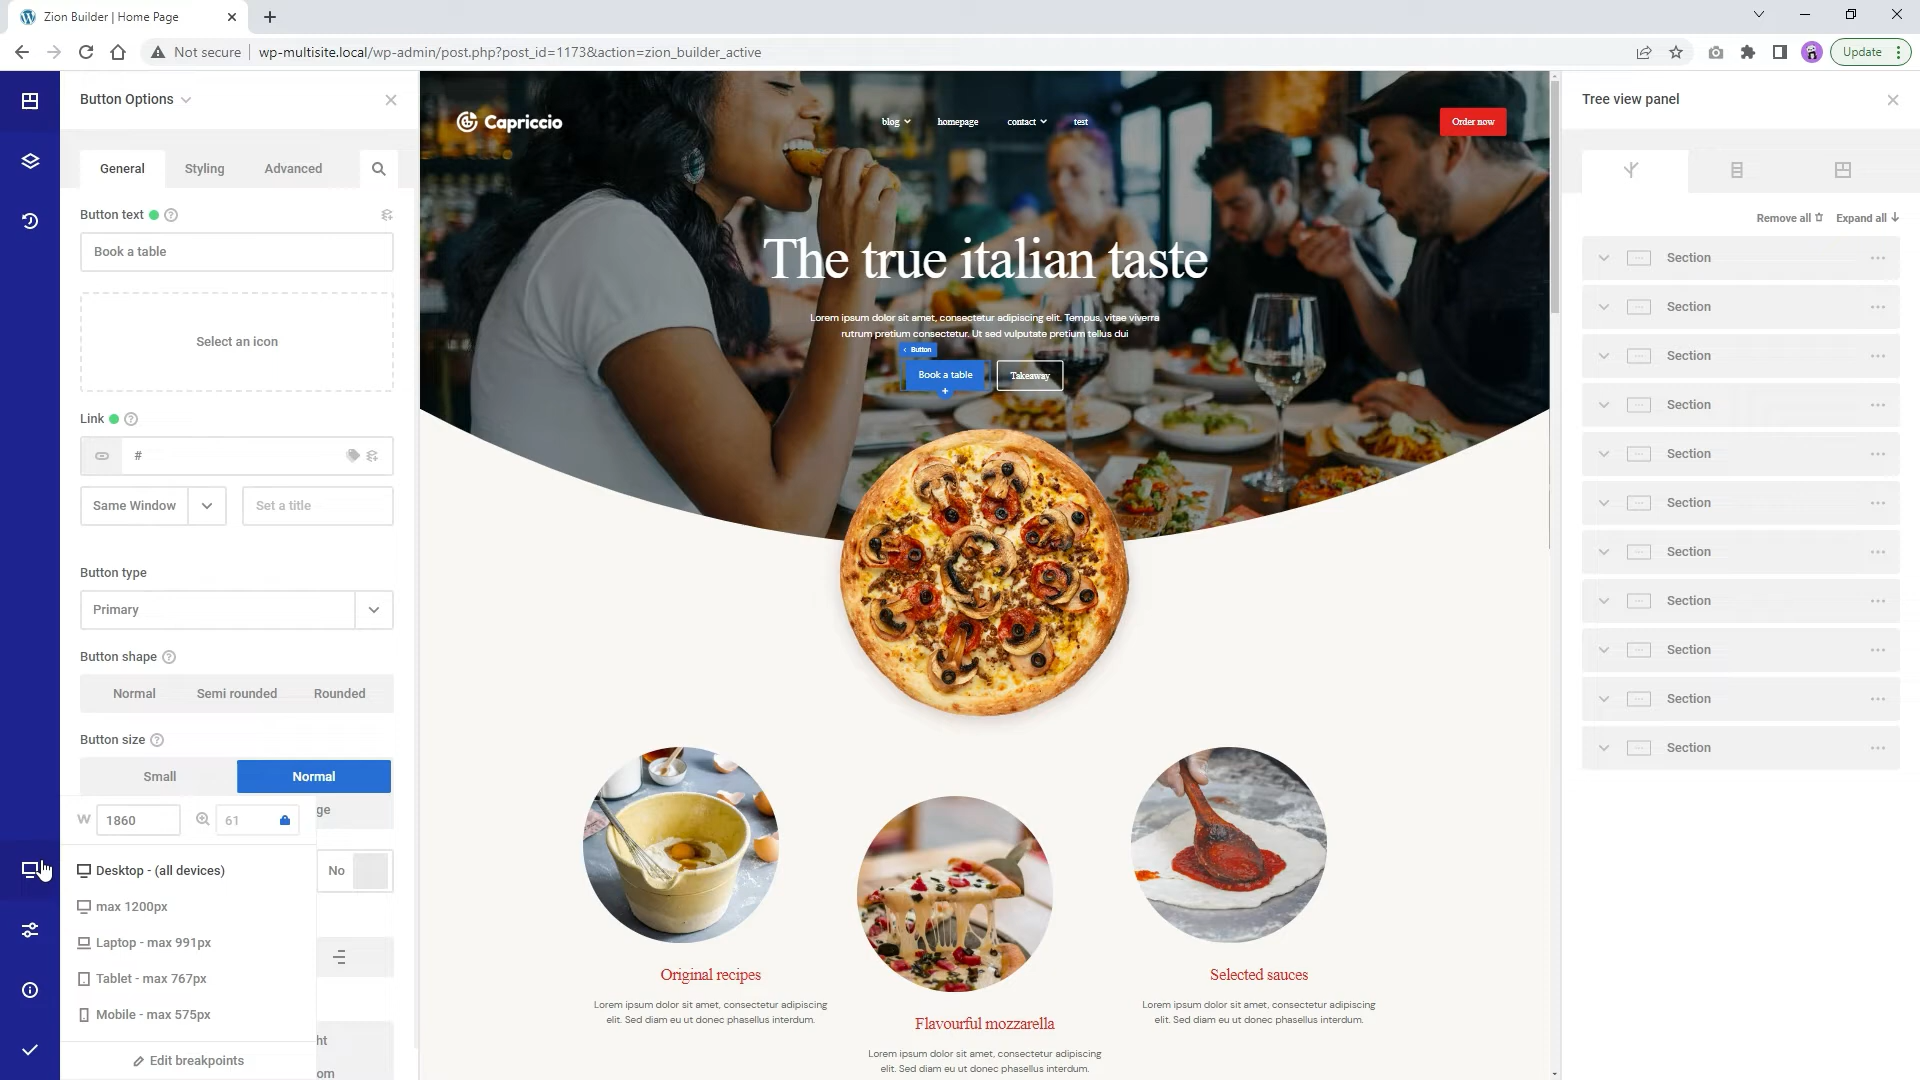 Zion Builder | Home Page
Not secure
wp-multisite.local/wp-admin/post.php?post_id=1173&action=zion_builder_active
Update
Button Options
General
Styling
Advanced
Button text
Book a table
Select an icon
Link
#
Same Window
Set a title
Button type
Primary
Button shape
Normal
Semi rounded
Rounded
Button size
Small
Normal
ge
W 1860
61
Desktop - (all devices)
No
max 1200px
Laptop - max 991px
Tablet - max 767px
Mobile - max 575px
ht
Edit breakpoints
om
Capriccio
blog
homepage
contact
test
Order now
The true italian taste
Lorem ipsum dolor sit amet, consectetur adipiscing elit. Tempus, vitae viverra
rutrum pretium consectetur. Ut sed vulputate pretium tellus dui
Button
Book a table
Takeaway
Original recipes
Lorem ipsum dolor sit amet, consectetur adipiscing
elit. Sed diam eu ut donec phasellus interdum.
Flavourful mozzarella
Lorem ipsum dolor sit amet, consectetur adipiscing
elit. Sed diam eu ut donec phasellus interdum.
Selected sauces
Lorem ipsum dolor sit amet, consectetur adipiscing
elit. Sed diam eu ut donec phasellus interdum.
Tree view panel
Remove all
Expand all
Section
Section
Section
Section
Section
Section
Section
Section
Section
Section
Section